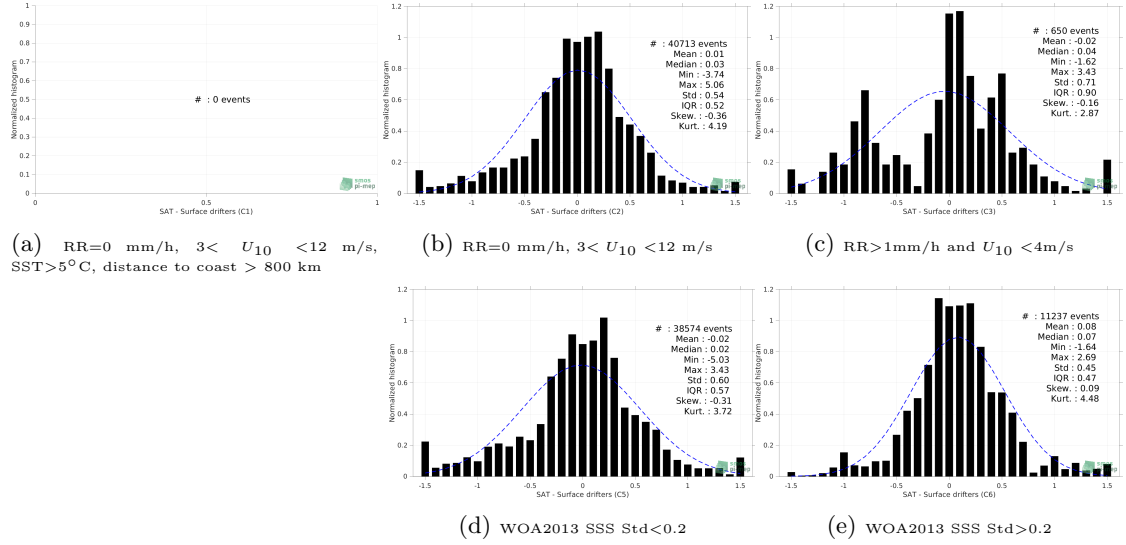 1
0.9
0.8
0.7
0.6
0.5
0.4
0.3
0.2
0.1
0
Normalized histogram
# : 0 events
smos
pi-mep
0 0.5 1
SAT - Surface drifters (C1)
(a) RR=0 mm/h, 3< U10 <12 m/s,
SST>5°C, distance to coast > 800 km
1.2
1
0.8
0.6
0.4
0.2
0
Normalized histogram
# : 40713 events
Mean : 0.01
Median : 0.03
Min : -3.74
Max : 5.06
Std : 0.54
IQR : 0.52
Skew. : -0.36
Kurt. : 4.19
smos
pi-mep
-1.5 -1 -0.5 0 0.5 1 1.5
SAT - Surface drifters (C2)
(b) RR=0 mm/h, 3< U10 <12 m/s
1.2
1
0.8
0.6
0.4
0.2
0
Normalized histogram
# : 650 events
Mean : -0.02
Median : 0.04
Min : -1.62
Max : 3.43
Std : 0.71
IQR : 0.90
Skew. : -0.16
Kurt. : 2.87
smos
pi-mep
-1.5 -1 -0.5 0 0.5 1 1.5
SAT - Surface drifters (C3)
(c) RR>1mm/h and U10 <4m/s
1.2
1
0.8
0.6
0.4
0.2
0
Normalized histogram
# : 38574 events
Mean : -0.02
Median : 0.02
Min : -5.03
Max : 3.43
Std : 0.60
IQR : 0.57
Skew. : -0.31
Kurt. : 3.72
smos
pi-mep
-1.5 -1 -0.5 0 0.5 1 1.5
SAT - Surface drifters (C5)
(d) WOA2013 SSS Std<0.2
1.2
1
0.8
0.6
0.4
0.2
0
Normalized histogram
# : 11237 events
Mean : 0.08
Median : 0.07
Min : -1.64
Max : 2.69
Std : 0.45
IQR : 0.47
Skew. : 0.09
Kurt. : 4.48
smos
pi-mep
-1.5 -1 -0.5 0 0.5 1 1.5
SAT - Surface drifters (C6)
(e) WOA2013 SSS Std>0.2